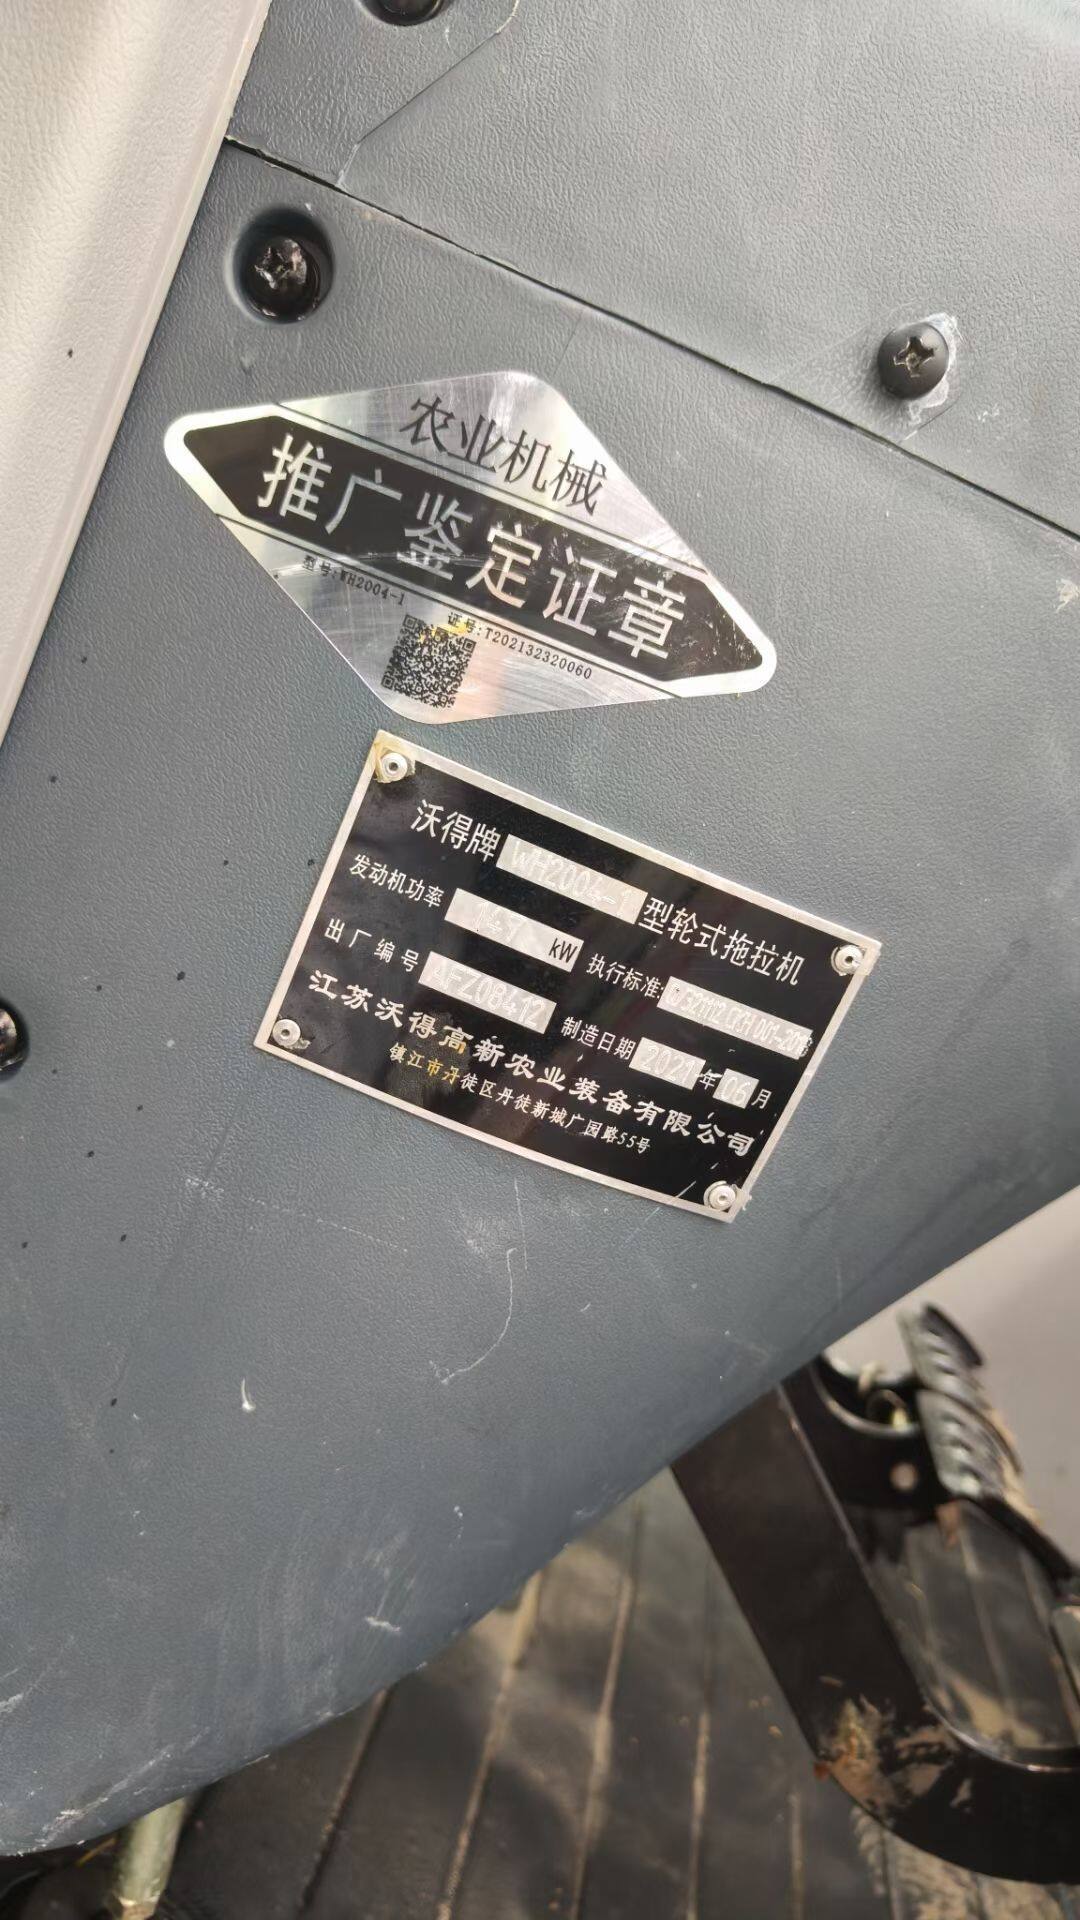 农业机械
推广鉴定证章
型号:WH2004-1
证号:T202132320060
沃得牌 WH2004-1 型轮式拖拉机
发动机功率 147 kW 执行标准:
出厂编号 AFZ0B412 制造日期 2021 年 06 月
江苏沃得高新农业装备有限公司
镇江市丹徒区丹徒新城广园路55号